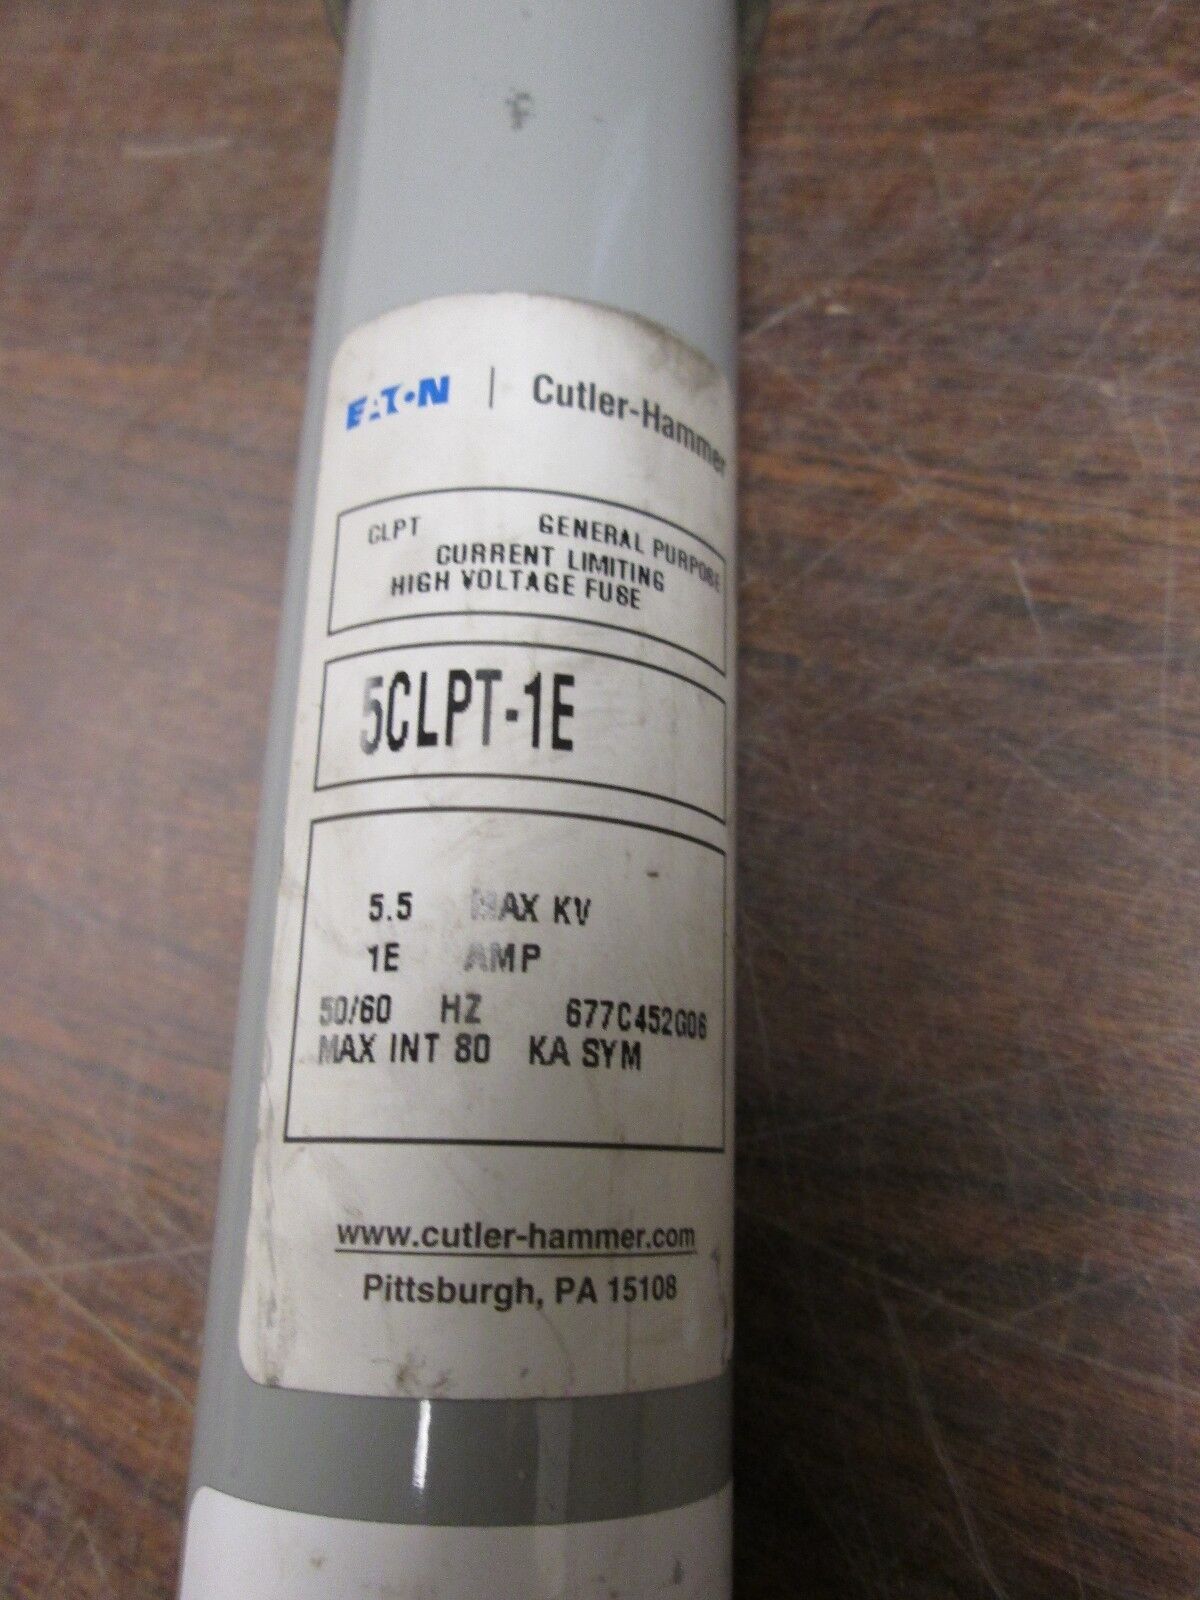 EATON | Cutler-Hammer
CLPT GENERAL PURPOSE
CURRENT LIMITING
HIGH VOLTAGE FUSE
5CLPT-1E
5.5 MAX KV
1E AMP
50/60 HZ 677C452G06
MAX INT 80 KA SYM
www.cutler-hammer.com
Pittsburgh, PA 15108